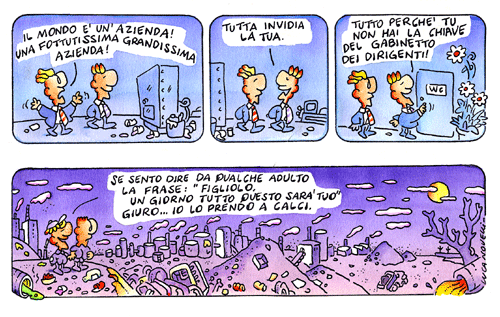 IL MONDO E' UN'AZIENDA!
UNA FOTTUTISSIMA GRANDISSIMA
AZIENDA!
TUTTA INVIDIA
LA TUA.
TUTTO PERCHE' TU
NON HAI LA CHIAVE
DEL GABINETTO
DEI DIRIGENTI!
WC
SE SENTO DIRE DA QUALCHE ADULTO
LA FRASE: "FIGLIOLO,
UN GIORNO TUTTO QUESTO SARA' TUO"
GIURO... IO LO PRENDO A CALCI.